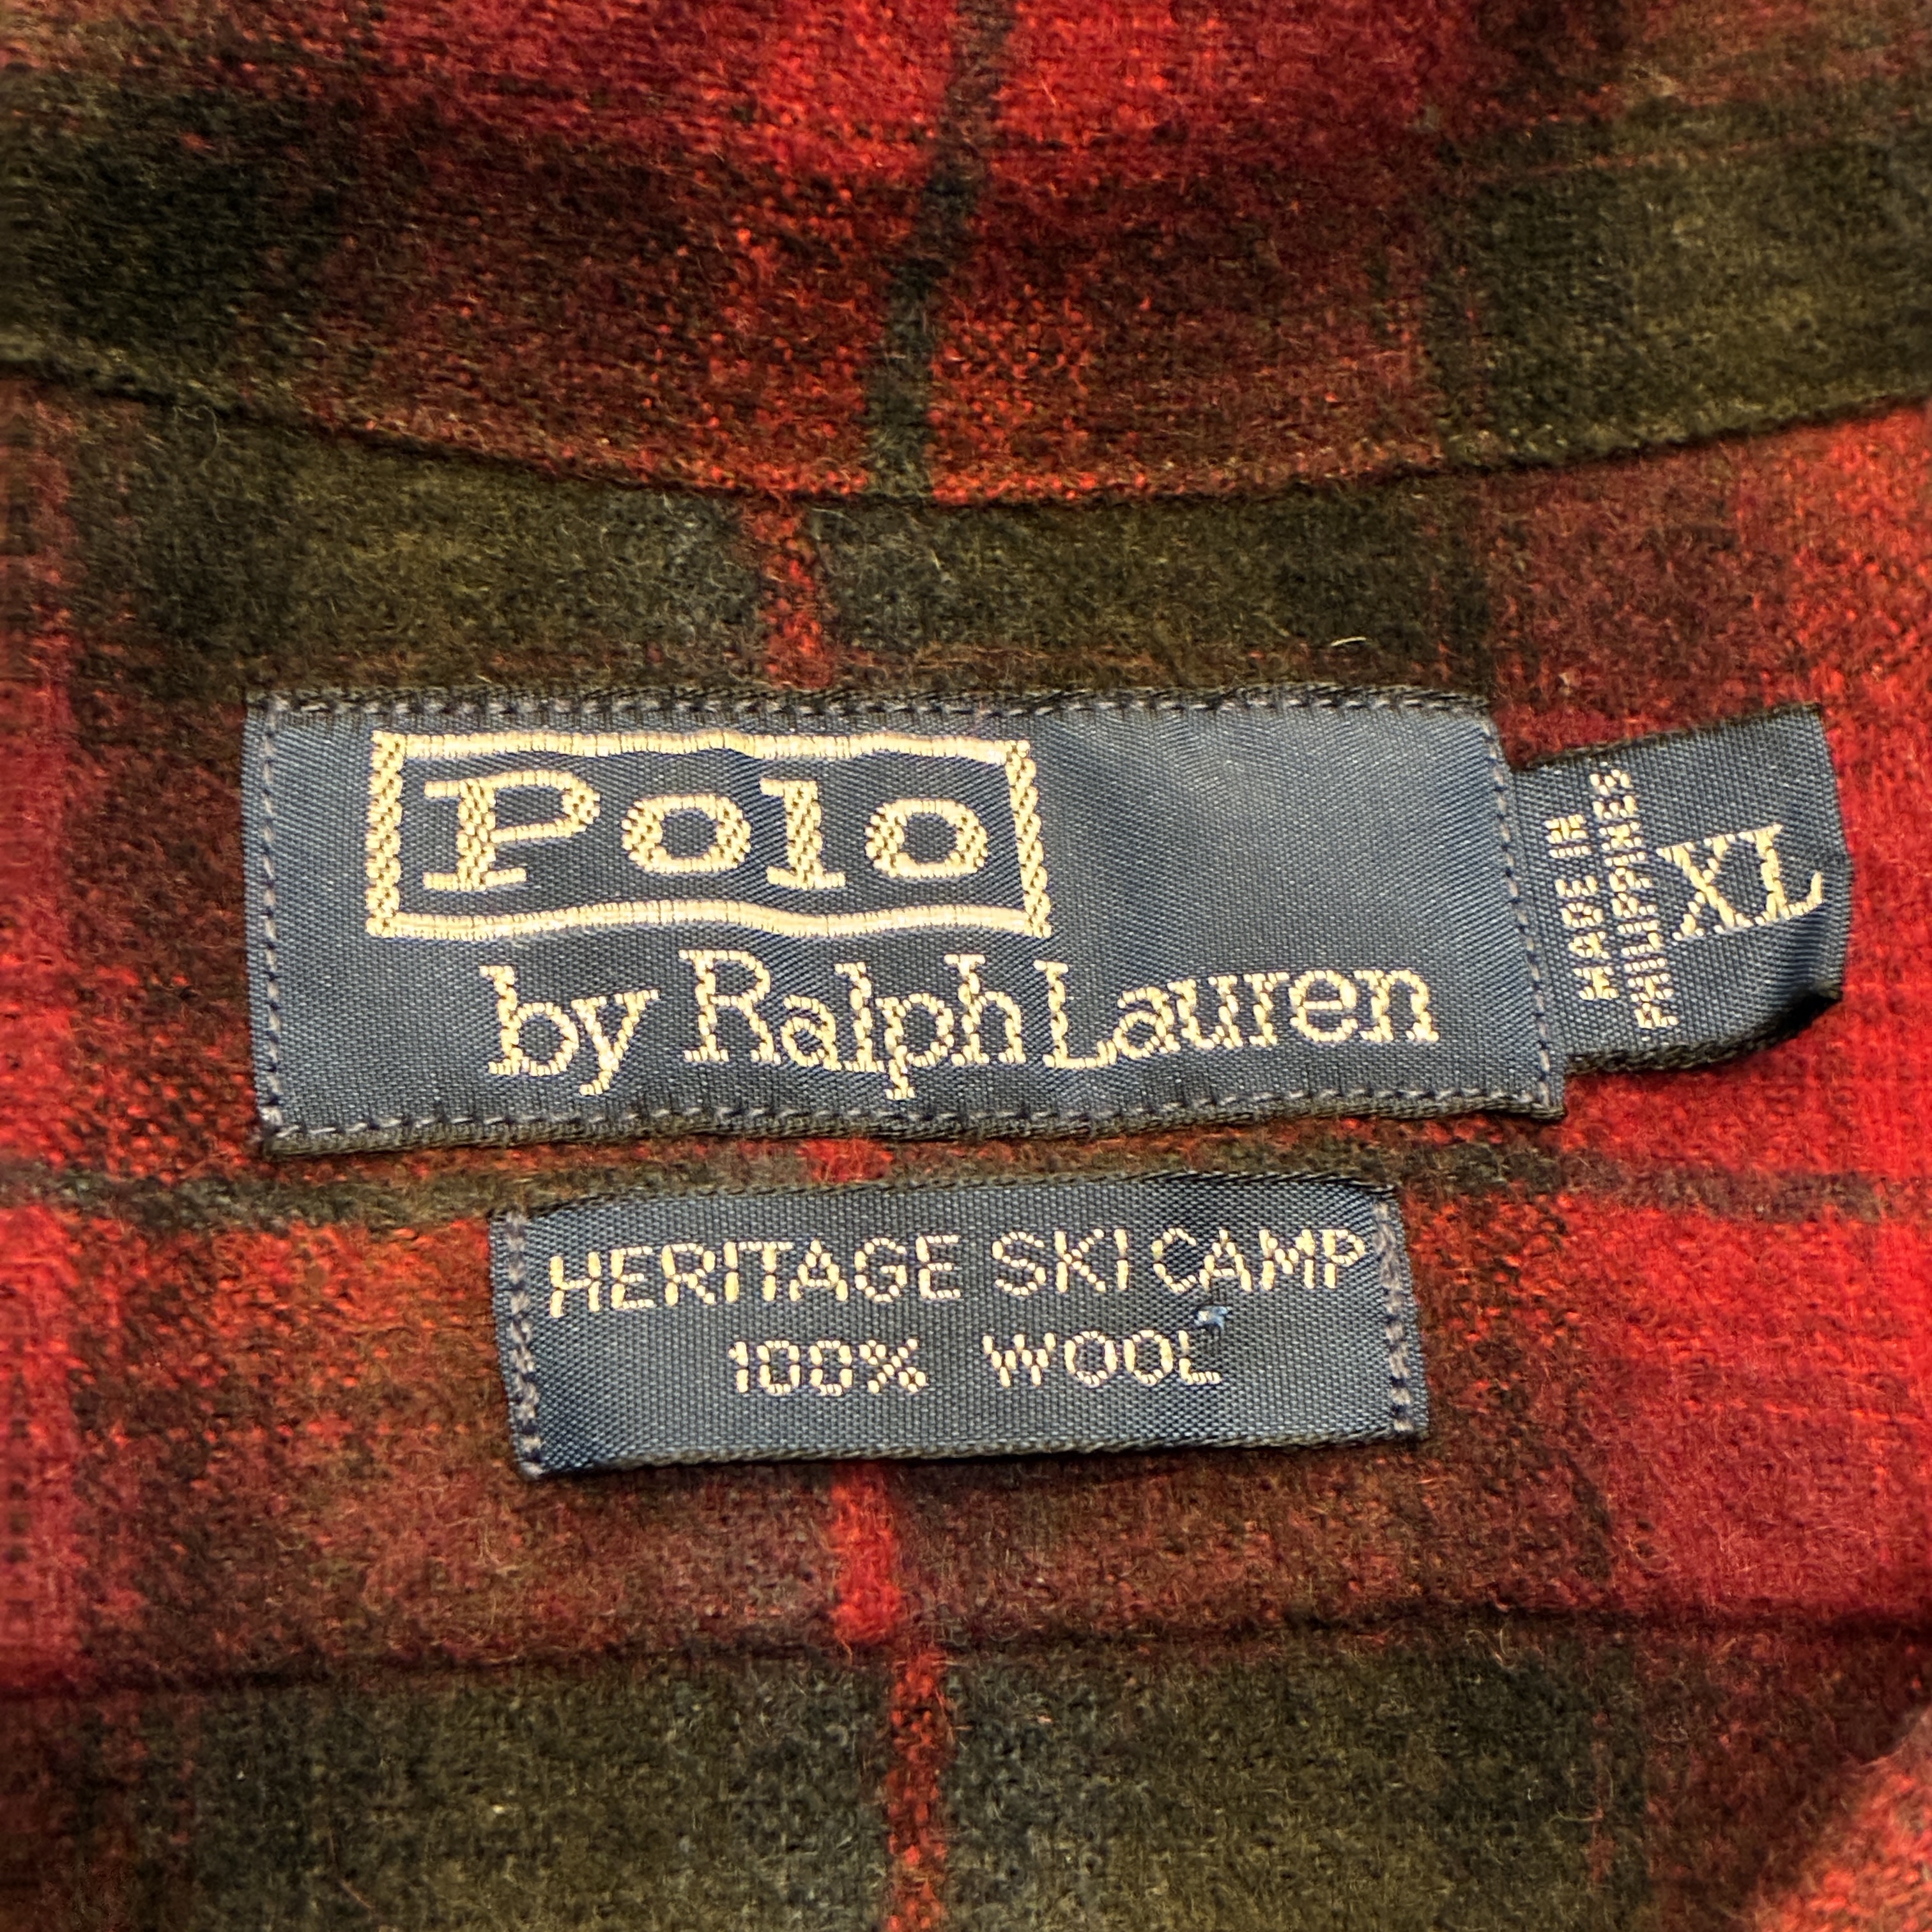 Polo
by Ralph Lauren
MADE IN
PHILIPPINES
XL
HERITAGE SKI CAMP
100% WOOL